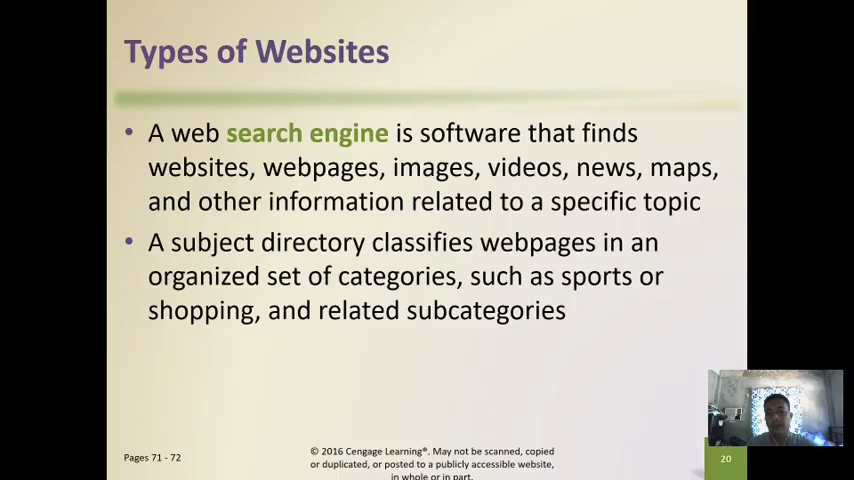 Types of Websites
• A web search engine is software that finds
websites, webpages, images, videos, news, maps,
and other information related to a specific topic
• A subject directory classifies webpages in an
organized set of categories, such as sports or
shopping, and related subcategories
Pages 71 - 72
© 2016 Cengage Learning®. May not be scanned, copied
or duplicated, or posted to a publicly accessible website,
in whole or in part.
20